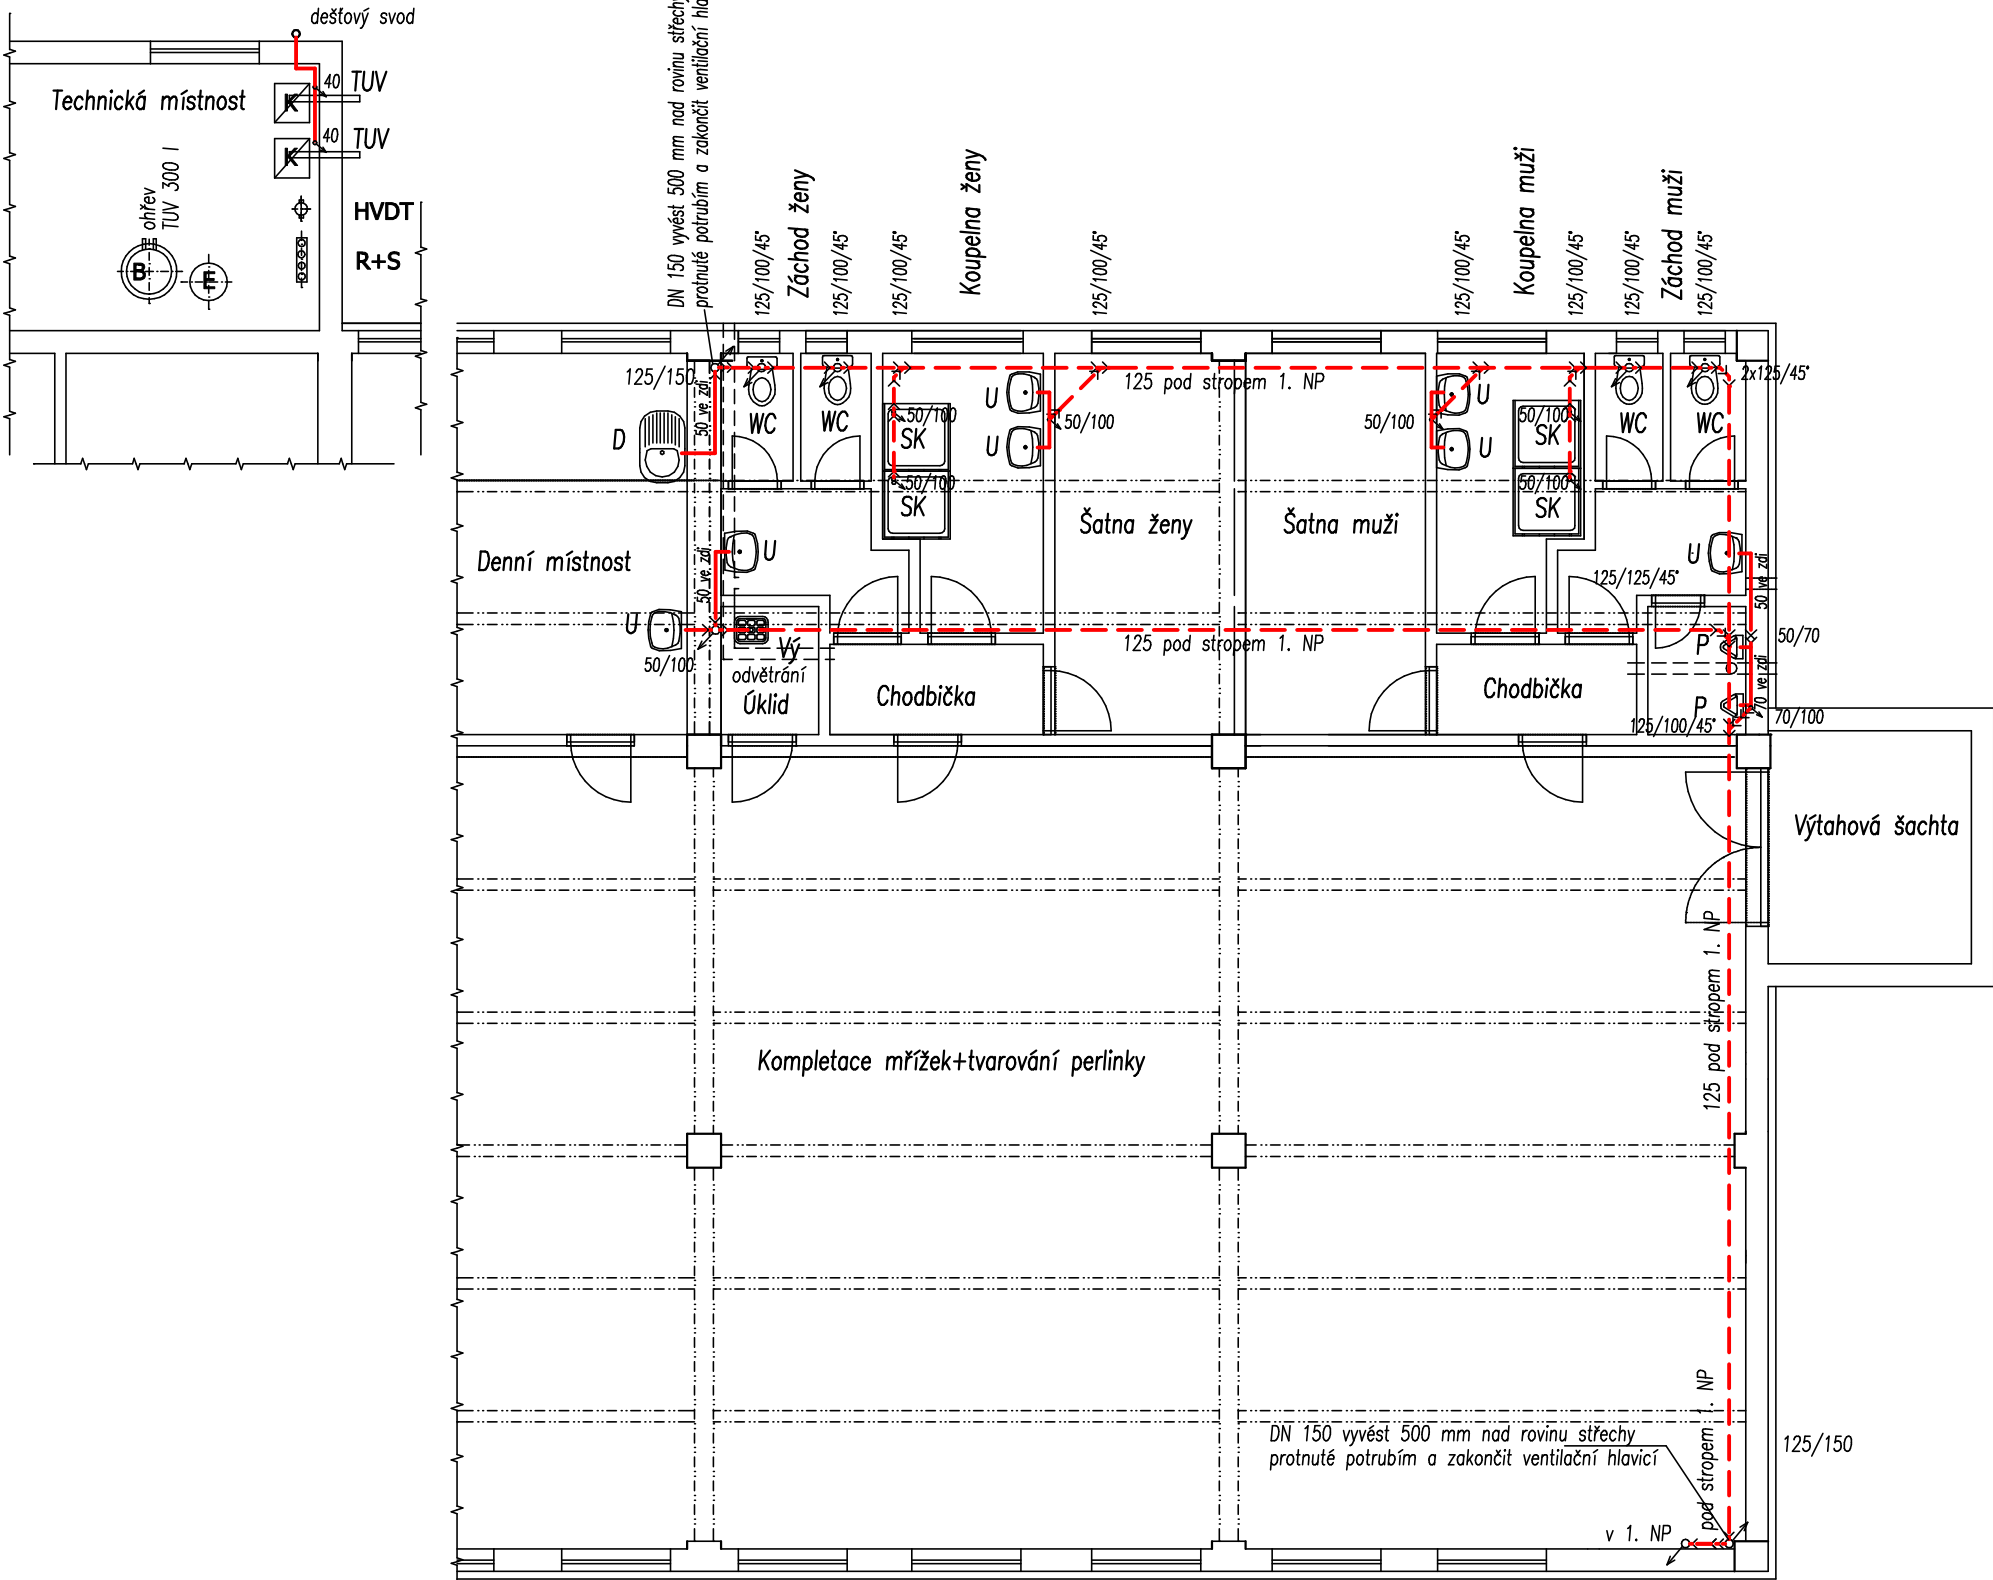 dešťový svod
Technická místnost
K
40
TUV
K
40
TUV
ohřev
TUV 300 l
B
E
HVDT
R+S
DN 150 vyvést 500 mm nad rovinu střechy
protnuté potrubím a zakončit ventilační
Záchod ženy
Koupelna ženy
Koupelna muži
Záchod muži
125/100/45°
125/100/45°
125/100/45°
125/100/45°
125/100/45°
125/100/45°
125/100/45°
125/100/45°
125/150
50 ve zdi
D
WC
WC
50/100
SK
50/100
SK
U
U
50/100
125 pod stropem 1. NP
50/100
U
U
50/100
SK
50/100
SK
WC
WC
2x125/45°
Denní místnost
50 ve zdi
U
Šatna ženy
Šatna muži
U
50 ve zdi
125/125/45°
U
50/100
Vý
odvětrání
Úklid
Chodbička
125 pod stropem 1. NP
Chodbička
P
50/70
70 ve zdi
P
70/100
125/100/45°
Výtahová šachta
125 pod stropem 1. NP
Kompletace mřížek+tvarování perlinky
DN 150 vyvést 500 mm nad rovinu střechy
protnuté potrubím a zakončit ventilační hlavicí
pod stropem 1. NP
125/150
v 1. NP